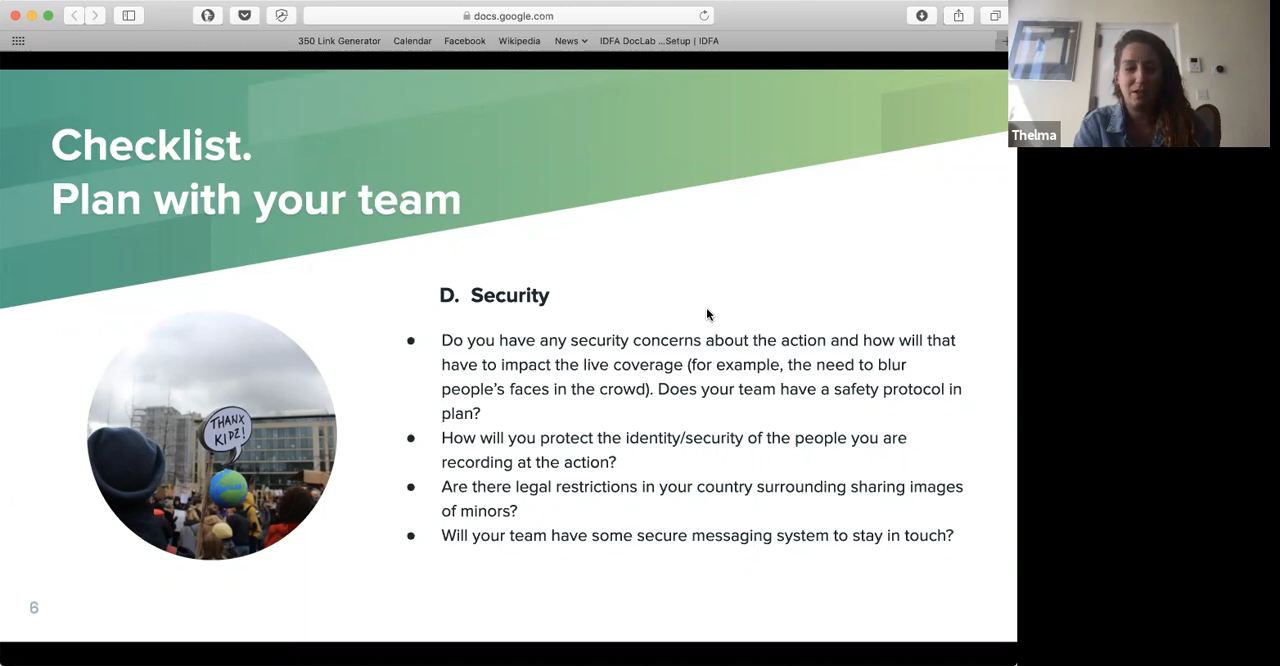 docs.google.com
350 Link Generator Calendar Facebook Wikipedia News IDFA DocLab ...Setup | IDFA
Thelma
Checklist.
Plan with your team
D. Security
● Do you have any security concerns about the action and how will that
have to impact the live coverage (for example, the need to blur
people's faces in the crowd). Does your team have a safety protocol in
plan?
● How will you protect the identity/security of the people you are
recording at the action?
● Are there legal restrictions in your country surrounding sharing images
of minors?
● Will your team have some secure messaging system to stay in touch?
THANX
KIDZ!
6